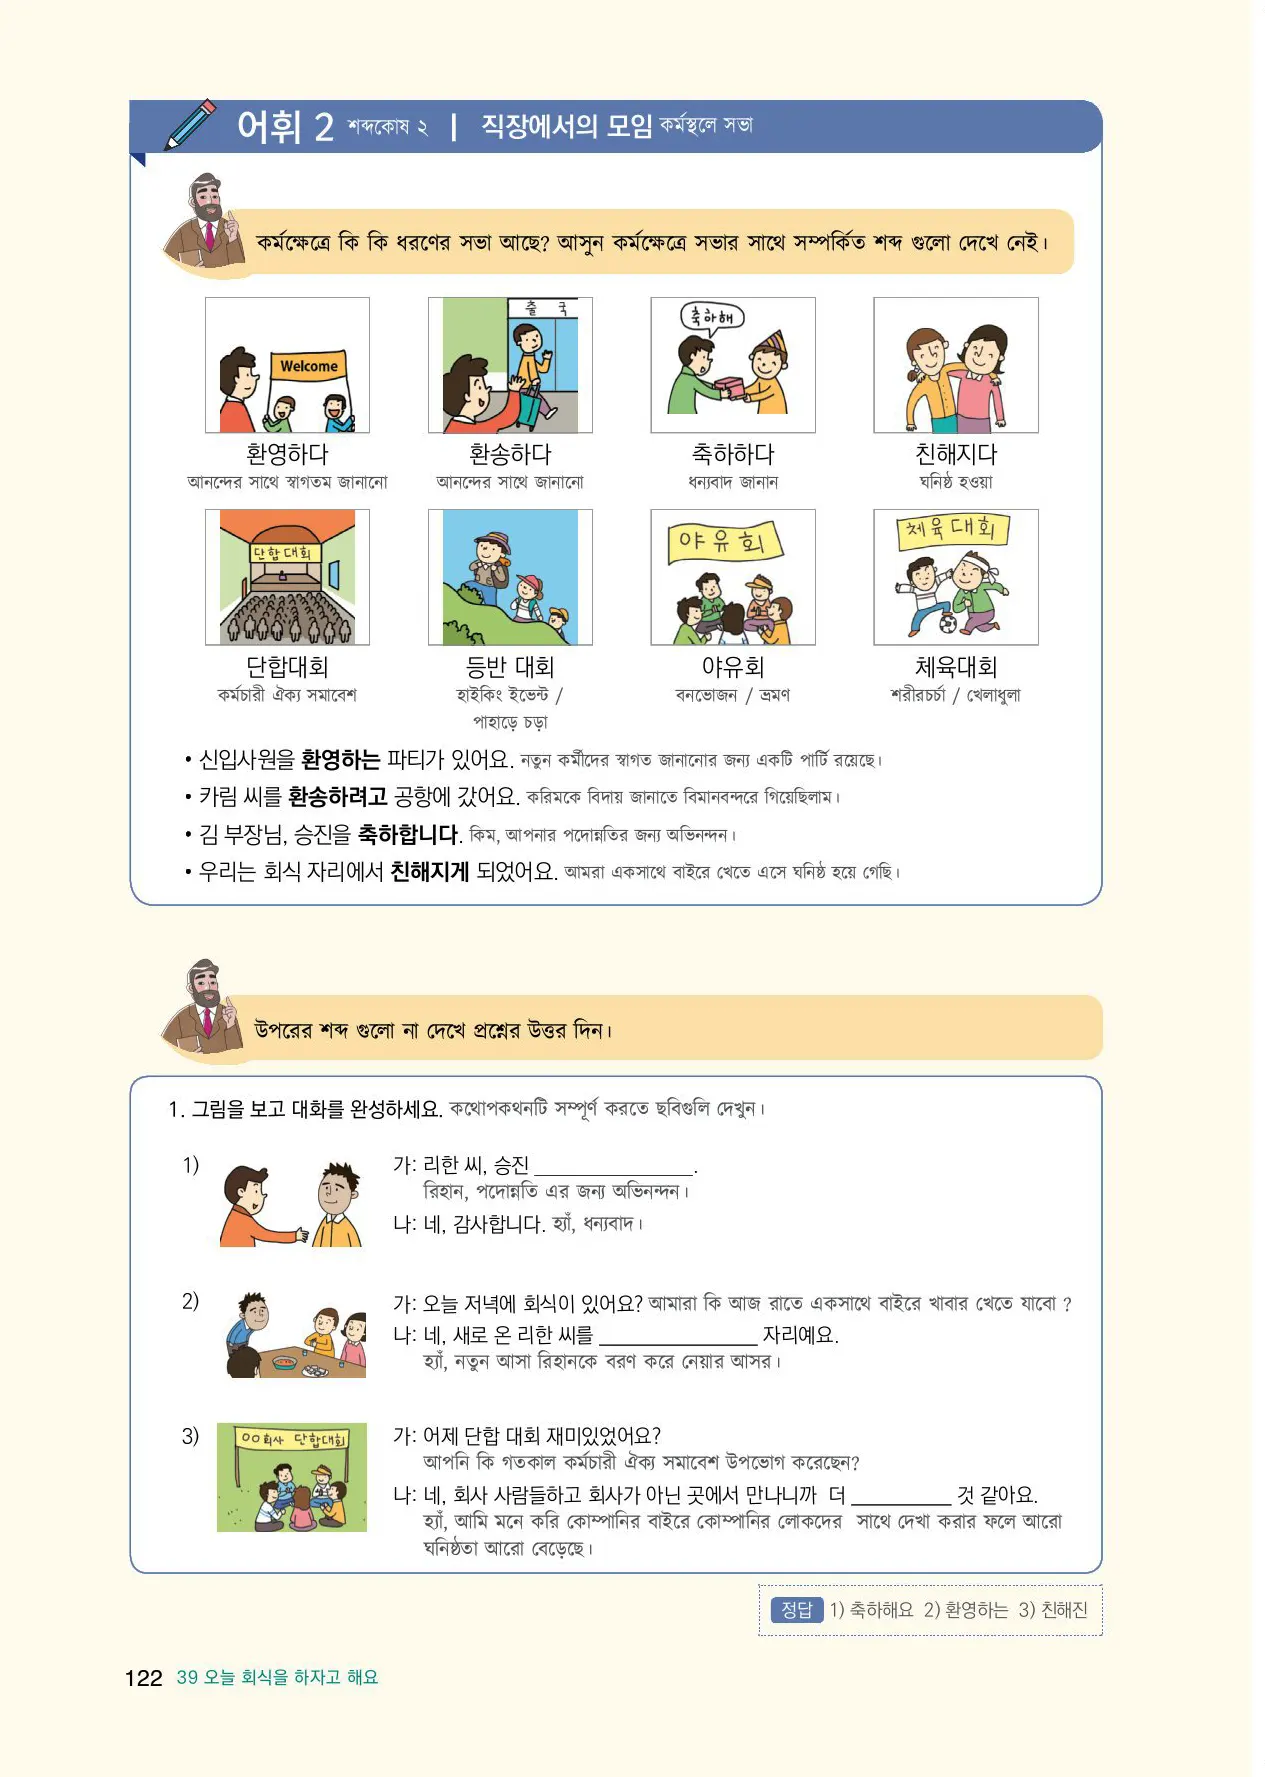 어휘 2 শব্দকোষ ২ | 직장에서의 모임 কর্মস্থলে সভা
কর্মক্ষেত্রে কি কি ধরণের সভা আছে? আসুন কর্মক্ষেত্রে সভার সাথে সম্পর্কিত শব্দ গুলো দেখে নেই।
Welcome
출 국
축하해
환영하다
환송하다
축하하다
친해지다
আনন্দের সাথে স্বাগতম জানানো
আনন্দের সাথে জানানো
ধন্যবাদ জানান
ঘনিষ্ঠ হওয়া
단합대회
야유회
체육대회
단합대회
등반 대회
야유회
체육대회
কর্মচারী ঐক্য সমাবেশ
হাইকিং ইভেন্ট /
পাহাড়ে চড়া
বনভোজন / ভ্রমণ
শরীরচর্চা / খেলাধুলা
• 신입사원을 환영하는 파티가 있어요. নতুন কর্মীদের স্বাগত জানানোর জন্য একটি পার্টি রয়েছে।
• 카림 씨를 환송하려고 공항에 갔어요. করিমকে বিদায় জানাতে বিমানবন্দরে গিয়েছিলাম।
• 김 부장님, 승진을 축하합니다. কিম, আপনার পদোন্নতির জন্য অভিনন্দন।
• 우리는 회식 자리에서 친해지게 되었어요. আমরা একসাথে বাইরে খেতে এসে ঘনিষ্ঠ হয়ে গেছি।
উপরের শব্দ গুলো না দেখে প্রশ্নের উত্তর দিন।
1. 그림을 보고 대화를 완성하세요. কথোপকথনটি সম্পূর্ণ করতে ছবিগুলি দেখুন।
1)
가: 리한 씨, 승진 _______________.
রিহান, পদোন্নতি এর জন্য অভিনন্দন।
나: 네, 감사합니다. হ্যাঁ, ধন্যবাদ।
2)
가: 오늘 저녁에 회식이 있어요? আমারা কি আজ রাতে একসাথে বাইরে খাবার খেতে যাবো ?
나: 네, 새로 온 리한 씨를 _______________ 자리예요.
হ্যাঁ, নতুন আসা রিহানকে বরণ করে নেয়ার আসর।
3)
OO회사 단합대회
가: 어제 단합 대회 재미있었어요?
আপনি কি গতকাল কর্মচারী ঐক্য সমাবেশ উপভোগ করেছেন?
나: 네, 회사 사람들하고 회사가 아닌 곳에서 만나니까 더 __________ 것 같아요.
হ্যাঁ, আমি মনে করি কোম্পানির বাইরে কোম্পানির লোকদের সাথে দেখা করার ফলে আরো
ঘনিষ্ঠতা আরো বেড়েছে।
정답 1) 축하해요 2) 환영하는 3) 친해진
122 39 오늘 회식을 하자고 해요